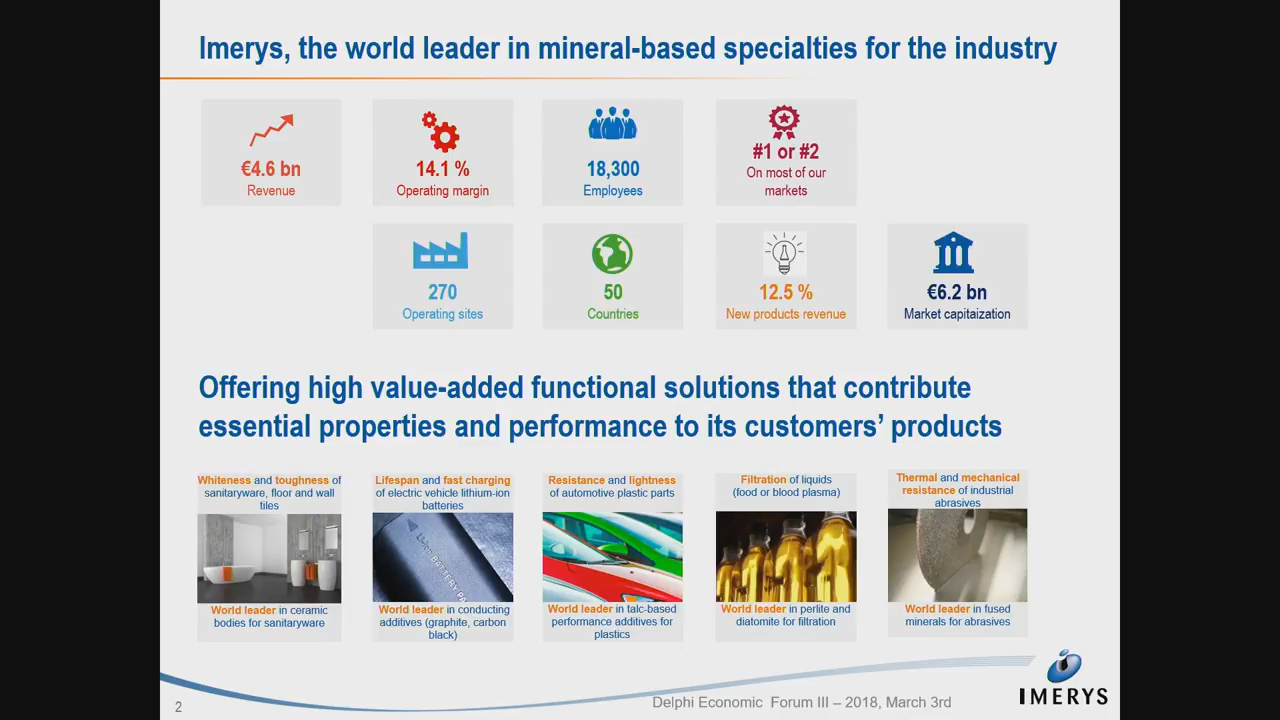 Imerys, the world leader in mineral-based specialties for the industry
€4.6 bn
Revenue
14.1 %
Operating margin
18,300
Employees
#1 or #2
On most of our
markets
270
Operating sites
50
Countries
12.5 %
New products revenue
€6.2 bn
Market capitaization
Offering high value-added functional solutions that contribute
essential properties and performance to its customers’ products
Whiteness and toughness of
sanitaryware, floor and wall
tiles
World leader in ceramic
bodies for sanitaryware
Lifespan and fast charging
of electric vehicle lithium-ion
batteries
LI-ION BATTERY PA
World leader in conducting
additives (graphite, carbon
black)
Resistance and lightness
of automotive plastic parts
World leader in talc-based
performance additives for
plastics
Filtration of liquids
(food or blood plasma)
World leader in perlite and
diatomite for filtration
Thermal and mechanical
resistance of industrial
abrasives
World leader in fused
minerals for abrasives
2
Delphi Economic Forum III – 2018, March 3rd
IMERYS